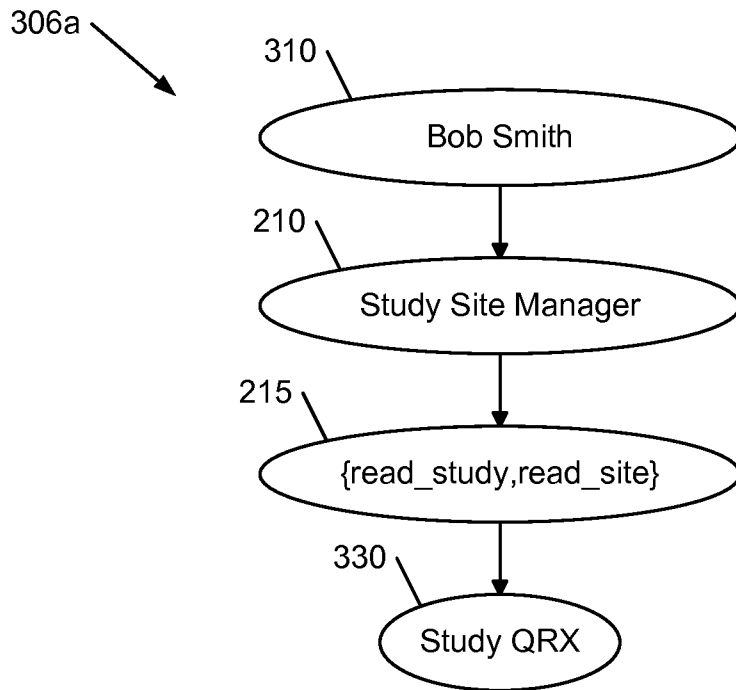 306a
310
Bob Smith
210
Study Site Manager
215
{read_study,read_site}
330
Study QRX